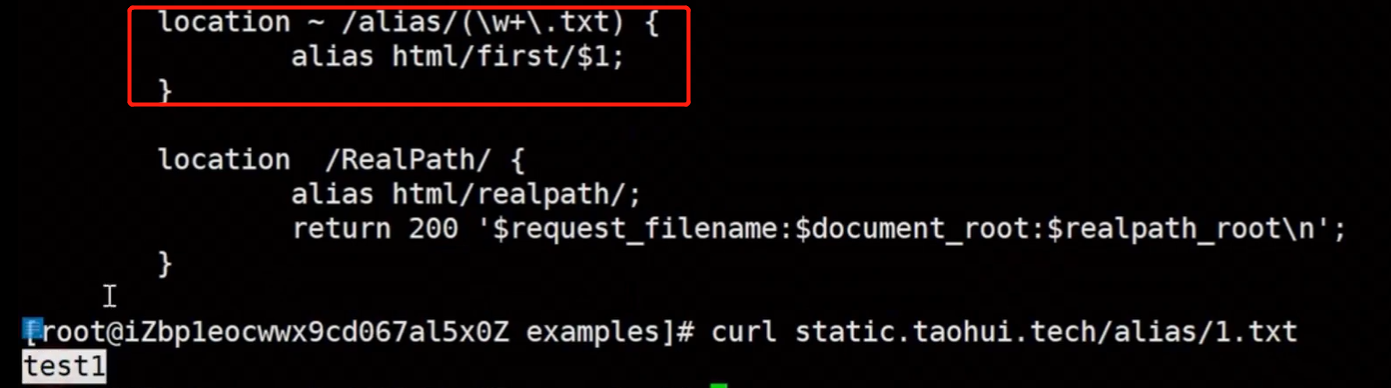 location ~ /alias/(\w+\.txt) {
alias html/first/$1;
}
location  /RealPath/ {
alias html/realpath/;
return 200 '$request_filename:$document_root:$realpath_root\n';
}
[root@iZbp1eocwwx9cd067al5x0Z examples]# curl static.taohui.tech/alias/1.txt
test1